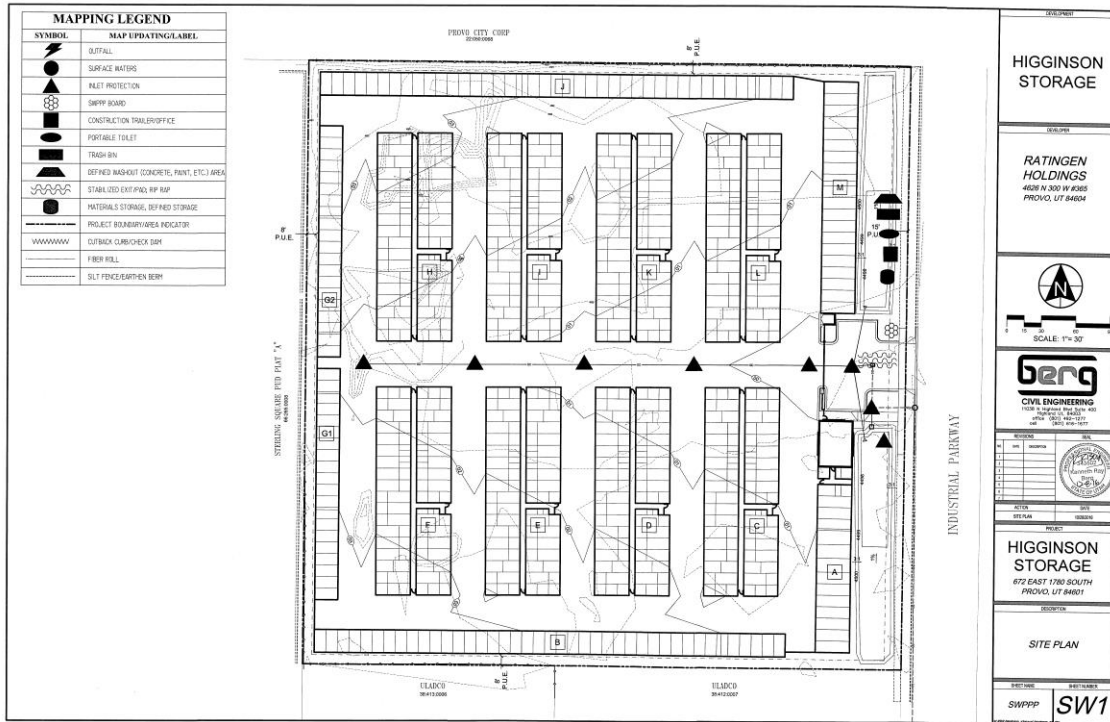 MAPPING LEGEND
SYMBOL MAP UPDATING/LABEL
OUTFALL
SURFACE WATERS
INLET PROTECTION
SWPPP BOARD
CONSTRUCTION TRAILER/OFFICE
PORTABLE TOILET
TRASH BIN
DEFINED WASHOUT (CONCRETE, PAINT, ETC.) AREA
STABILIZED EXIT/PAD, RIP RAP
MATERIALS STORAGE, DEFINED STORAGE
PROJECT BOUNDARY/AREA INDICATOR
CUTBACK CURB/CHECK DAM
FIBER ROLL
SILT FENCE/EARTHEN BERM
PROVO CITY CORP
8'
P.U.E.
J
M
15'
8'
P.U.E.
H
K
L
G2
STERLING SQUARE PUD PLAT "A"
G1
F
E
D
C
A
B
INDUSTRIAL PARKWAY
8'
P.U.E.
ULADCO
ULADCO
DEVELOPMENT
HIGGINSON
STORAGE
DEVELOPER
RATINGEN
HOLDINGS
4626 N 300 W #365
PROVO, UT 84604
N
SCALE: 1"= 30'
berg
CIVIL ENGINEERING
REVISIONS
SEAL
ACTION DATE
SITE PLAN
PROJECT
HIGGINSON
STORAGE
672 EAST 1780 SOUTH
PROVO, UT 84601
DESCRIPTION
SITE PLAN
SHEET NAME SHEET NUMBER
SWPPP SW1